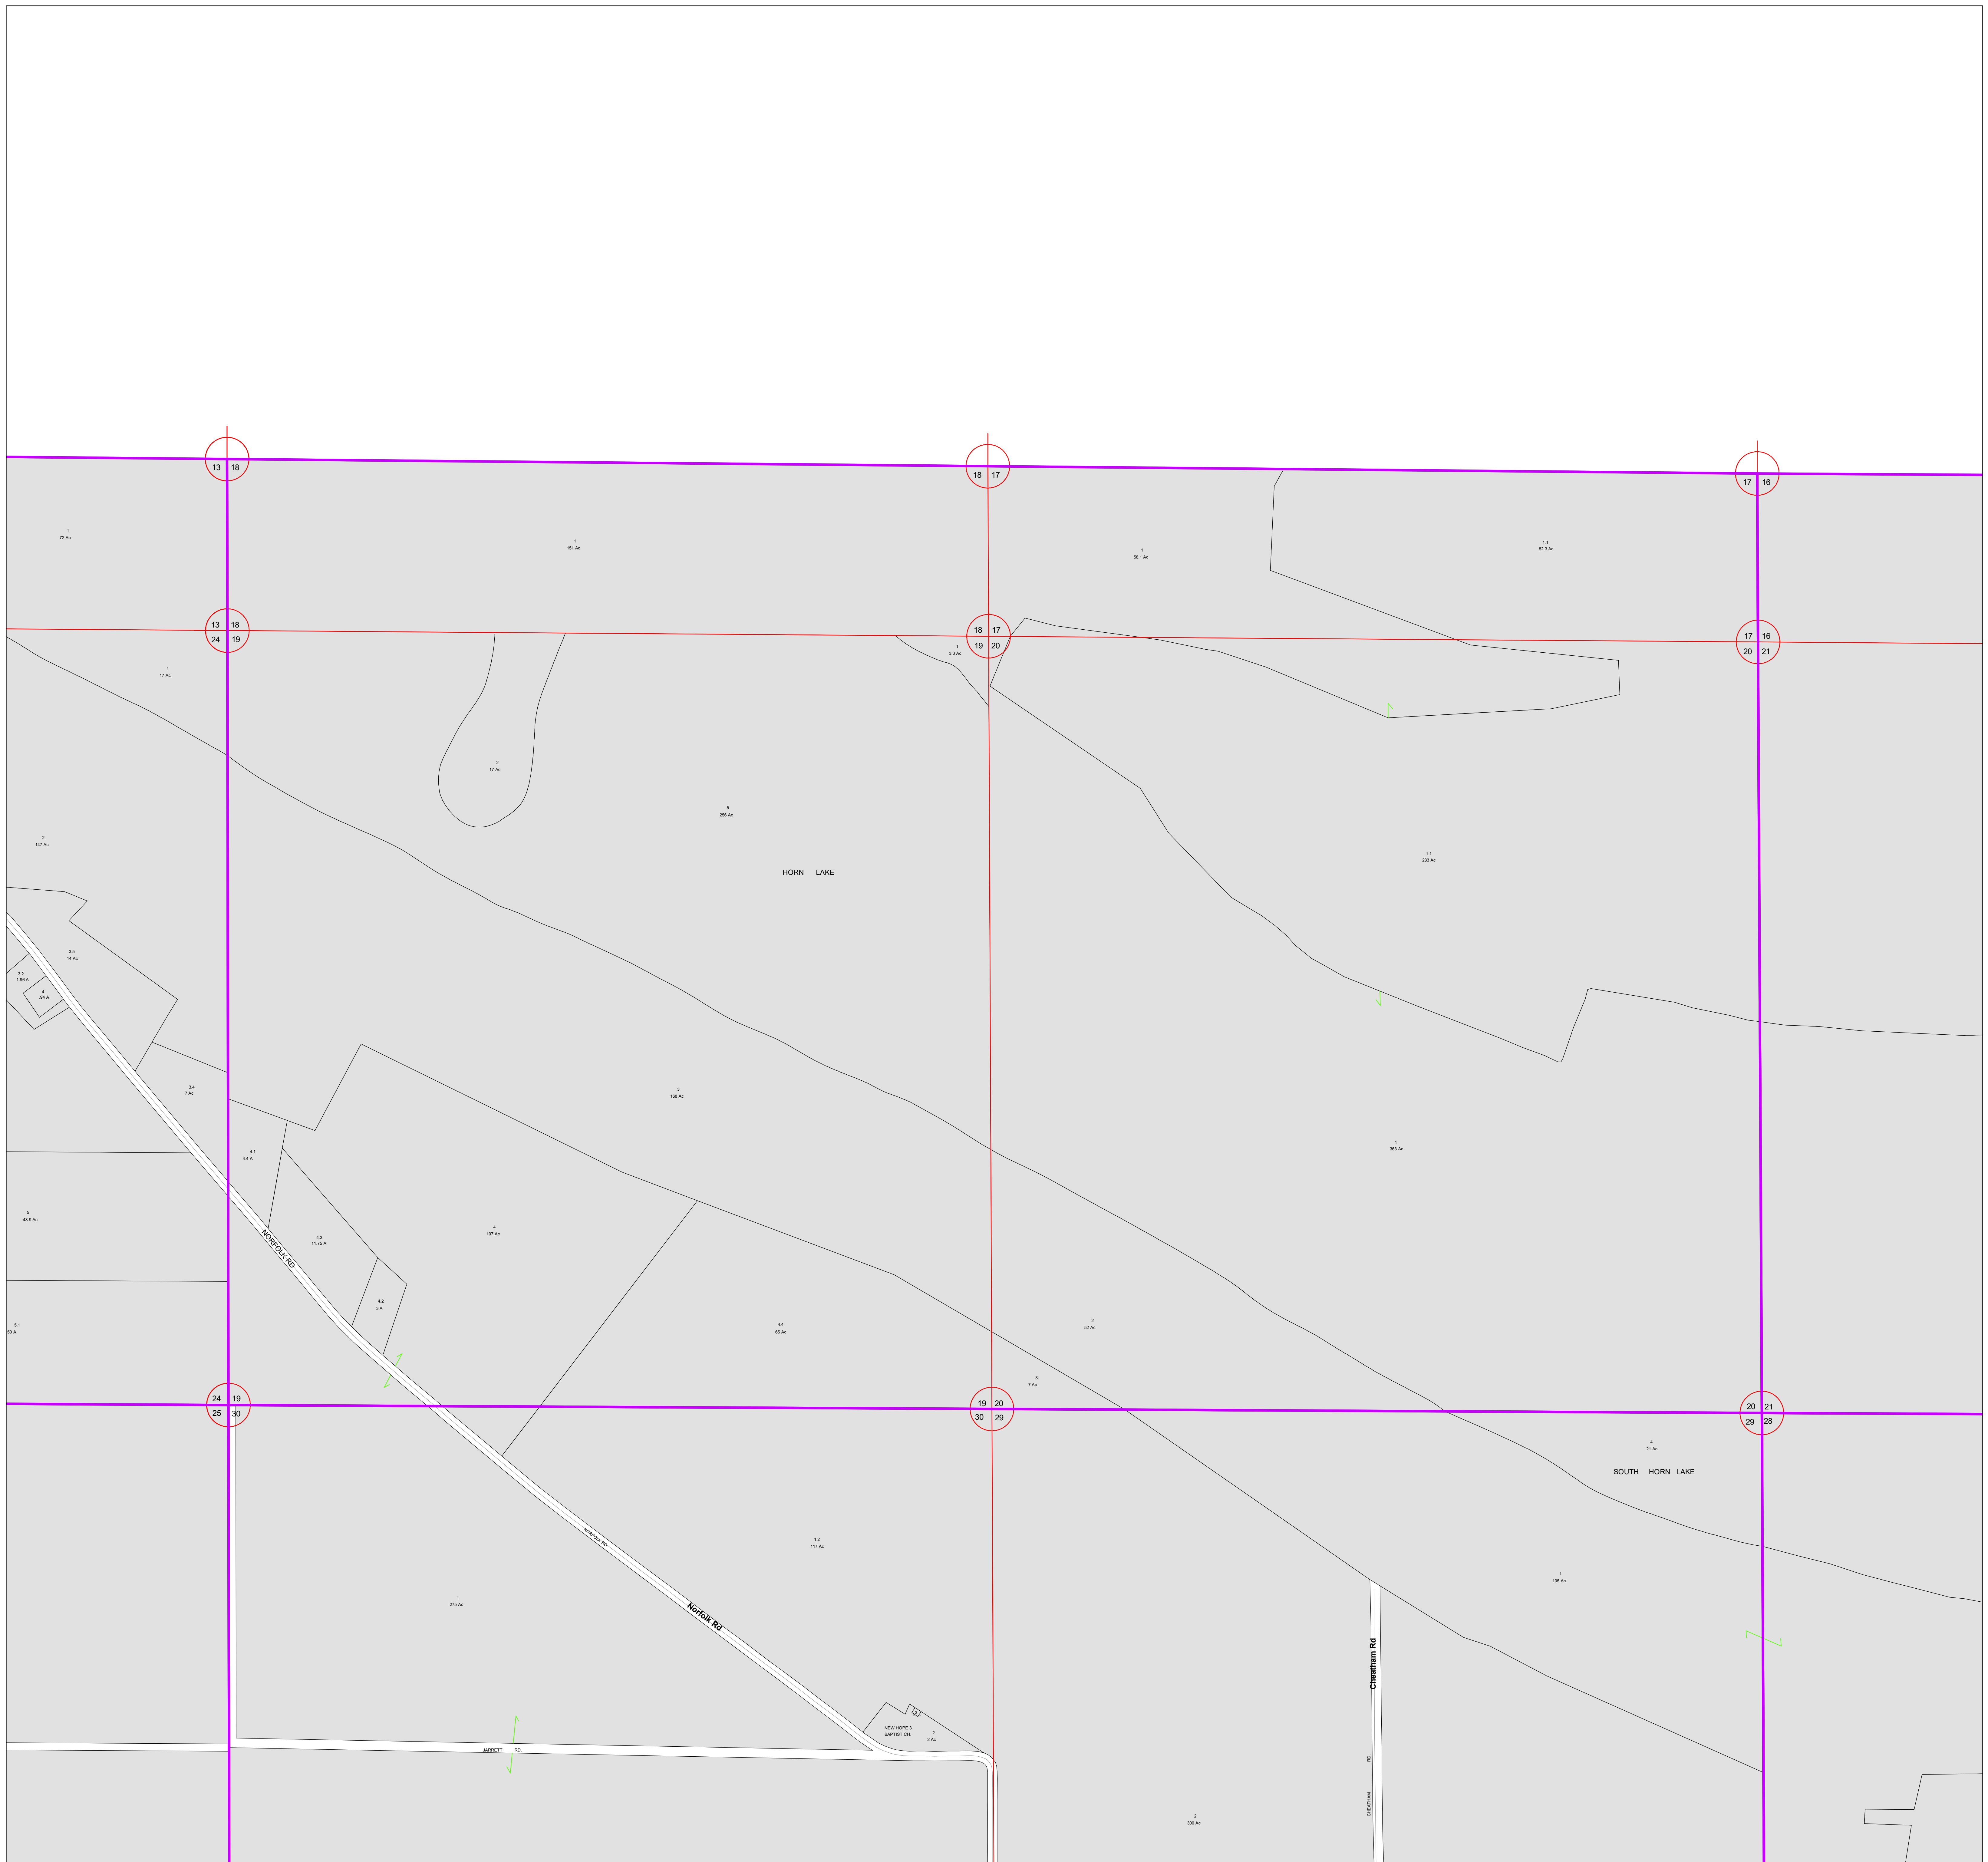 13 18
18 17
17 16
1
72 Ac
1
101 Ac
1
58.1 Ac
1.1
82.3 Ac
13 18
24 19
18 17
19 20
17 16
20 21
1
17 Ac
1
3.3 Ac
2
17 Ac
5
258 Ac
2
147 Ac
HORN LAKE
1.1
233 Ac
3.5
14 Ac
3.2
1.98 A
4
.94 A
3.4
7 Ac
3
168 Ac
4.1
4.4 A
1
383 Ac
5
48.8 Ac
4
107 Ac
4.3
11.75 A
NORFOLK RD
4.2
3 A
5.1
50 A
4.4
65 Ac
2
52 Ac
3
7 Ac
24 19
25 30
19 20
30 29
20 21
29 28
4
21 Ac
SOUTH HORN LAKE
NORFOLK RD
1.2
117 Ac
1
105 Ac
1
275 Ac
Norfolk Rd
Cheatham Rd
NEW HOPE 3
BAPTIST CH.
2
2 Ac
JARRETT RD.
CHEATHAM RD.
2
300 Ac